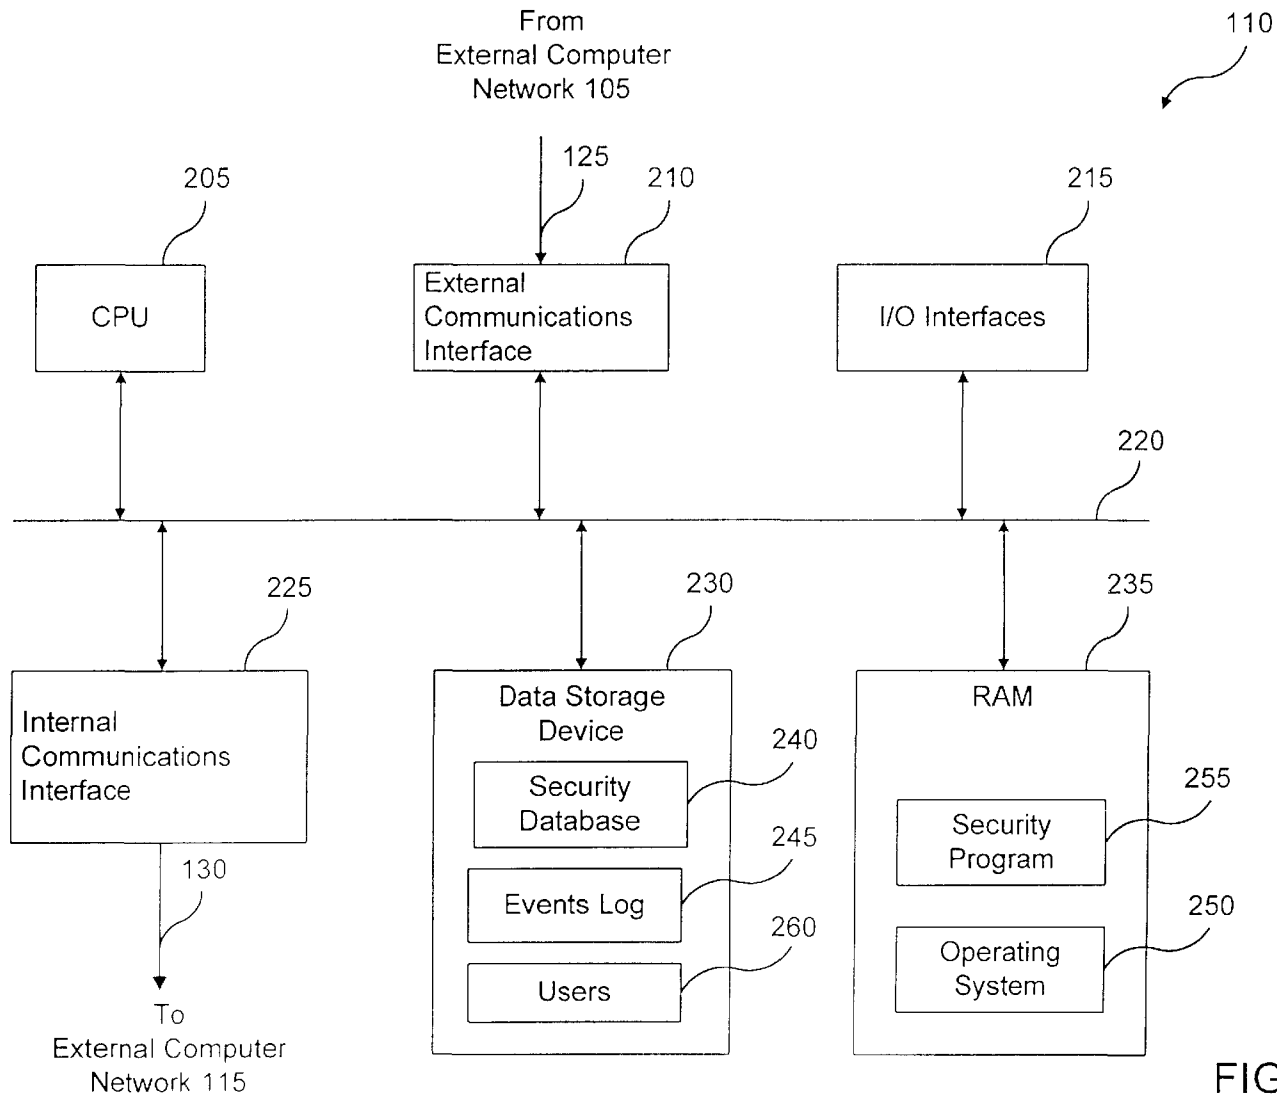 From
External Computer
Network 105
110
125
205
210
215
CPU
External
Communications
Interface
I/O Interfaces
220
225
230
235
Internal
Communications
Interface
Data Storage
Device
RAM
240
Security
Database
255
Security
Program
245
130
Events Log
250
260
Operating
System
Users
To
External Computer
Network 115
FIG